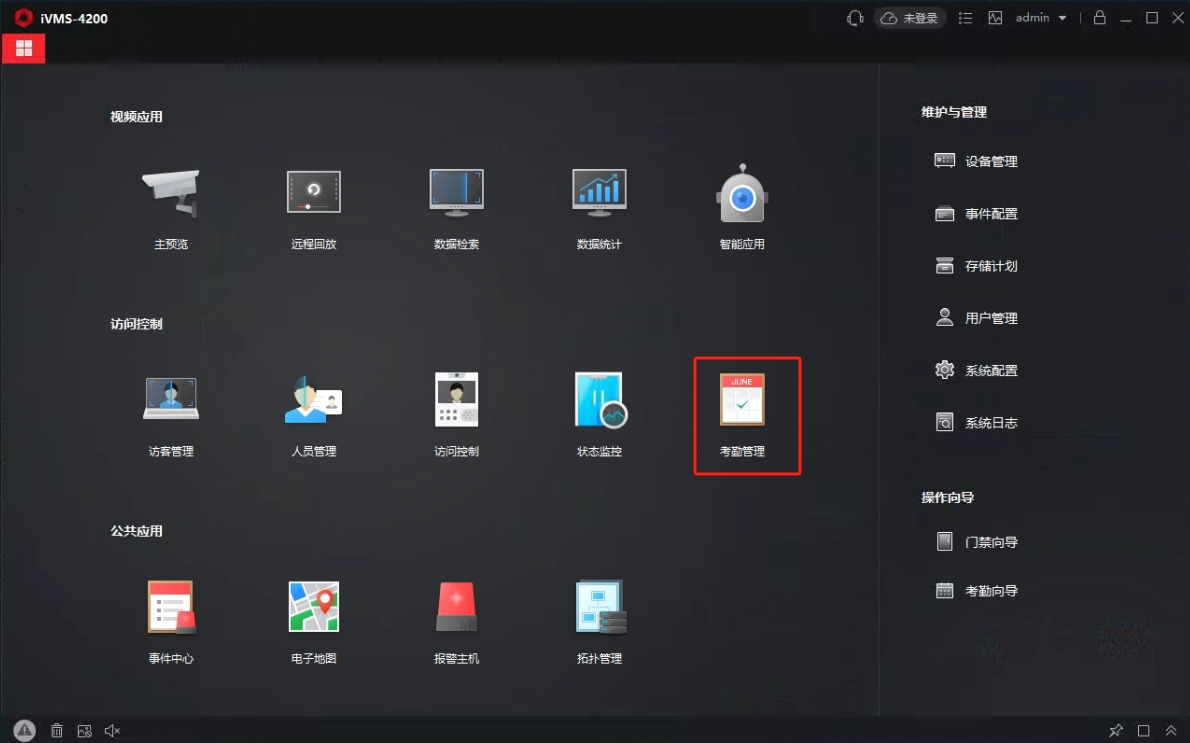 iVMS-4200
未登录
admin
视频应用
主预览
远程回放
数据检索
数据统计
智能应用
访问控制
访客管理
人员管理
访问控制
状态监控
JUNE
考勤管理
公共应用
事件中心
电子地图
报警主机
拓扑管理
维护与管理
设备管理
事件配置
存储计划
用户管理
系统配置
系统日志
操作向导
门禁向导
考勤向导